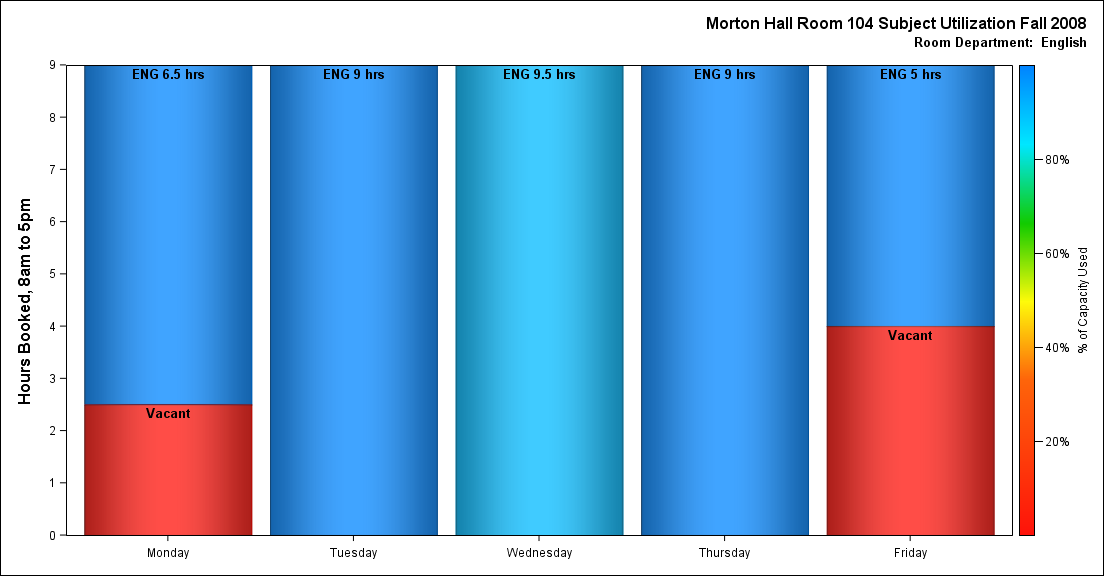 Morton Hall Room 104 Subject Utilization Fall 2008
Room Department: English
Hours Booked, 8am to 5pm
9
8
7
6
5
4
3
2
1
0
ENG 6.5 hrs
ENG 9 hrs
ENG 9.5 hrs
ENG 9 hrs
ENG 5 hrs
Vacant
Vacant
Monday
Tuesday
Wednesday
Thursday
Friday
80%
60%
40%
20%
% of Capacity Used